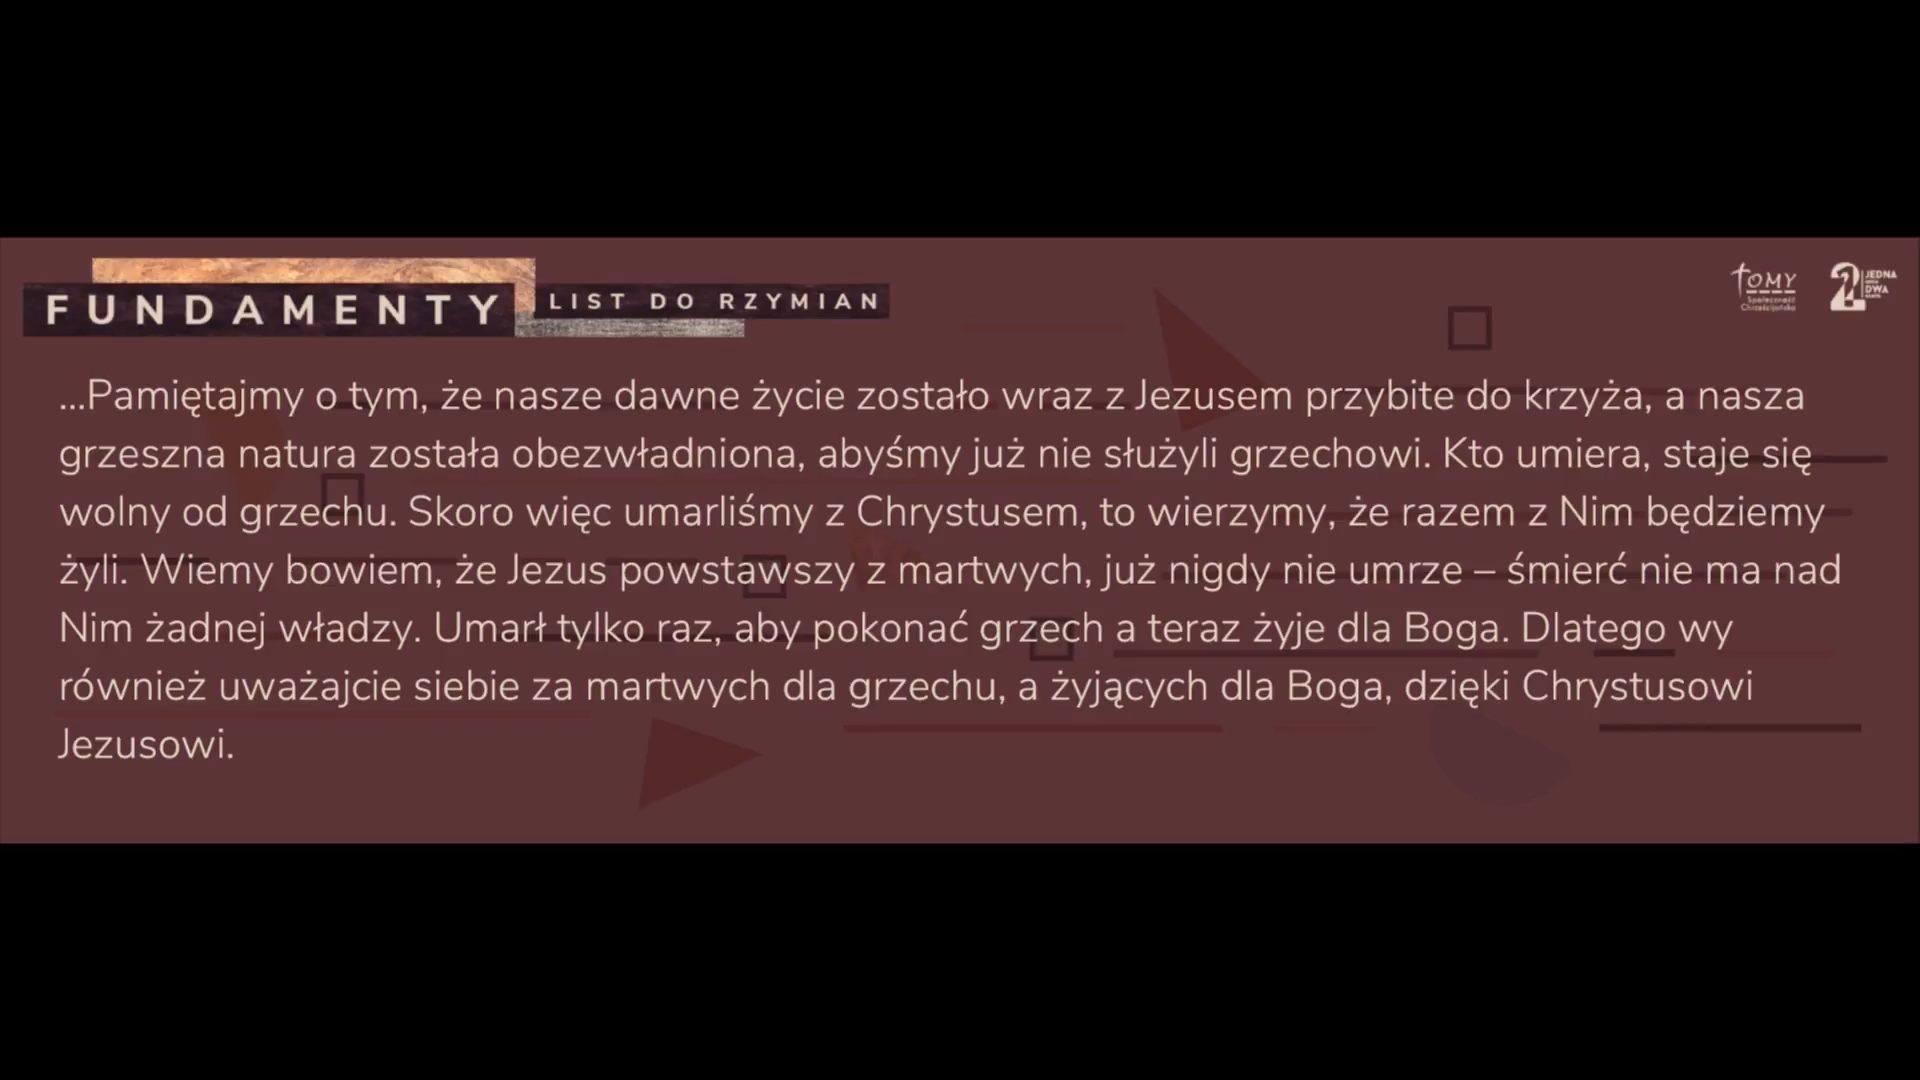 FUNDAMENTY
LIST DO RZYMIAN
tOMY
Społeczność
Chrześcijańska
2 JEDNA
DWA
...Pamiętajmy o tym, że nasze dawne życie zostało wraz z Jezusem przybite do krzyża, a nasza
grzeszna natura została obezwładniona, abyśmy już nie służyli grzechowi. Kto umiera, staje się
wolny od grzechu. Skoro więc umarliśmy z Chrystusem, to wierzymy, że razem z Nim będziemy
żyli. Wiemy bowiem, że Jezus powstawszy z martwych, już nigdy nie umrze – śmierć nie ma nad
Nim żadnej władzy. Umarł tylko raz, aby pokonać grzech a teraz żyje dla Boga. Dlatego wy
również uważajcie siebie za martwych dla grzechu, a żyjących dla Boga, dzięki Chrystusowi
Jezusowi.